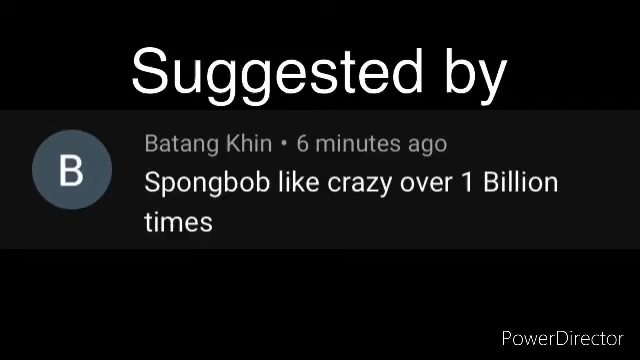 Suggested by
B
Batang Khin • 6 minutes ago
Spongbob like crazy over 1 Billion
times
PowerDirector